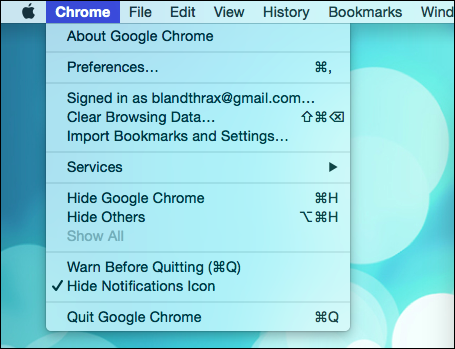 Chrome File Edit View History Bookmarks Wind
About Google Chrome
Preferences… ⌘,
Signed in as blandthrax@gmail.com…
Clear Browsing Data… ⇧⌘⌫
Import Bookmarks and Settings…
Services ▶
Hide Google Chrome ⌘H
Hide Others ⌥⌘H
Show All
Warn Before Quitting (⌘Q)
✓ Hide Notifications Icon
Quit Google Chrome ⌘Q